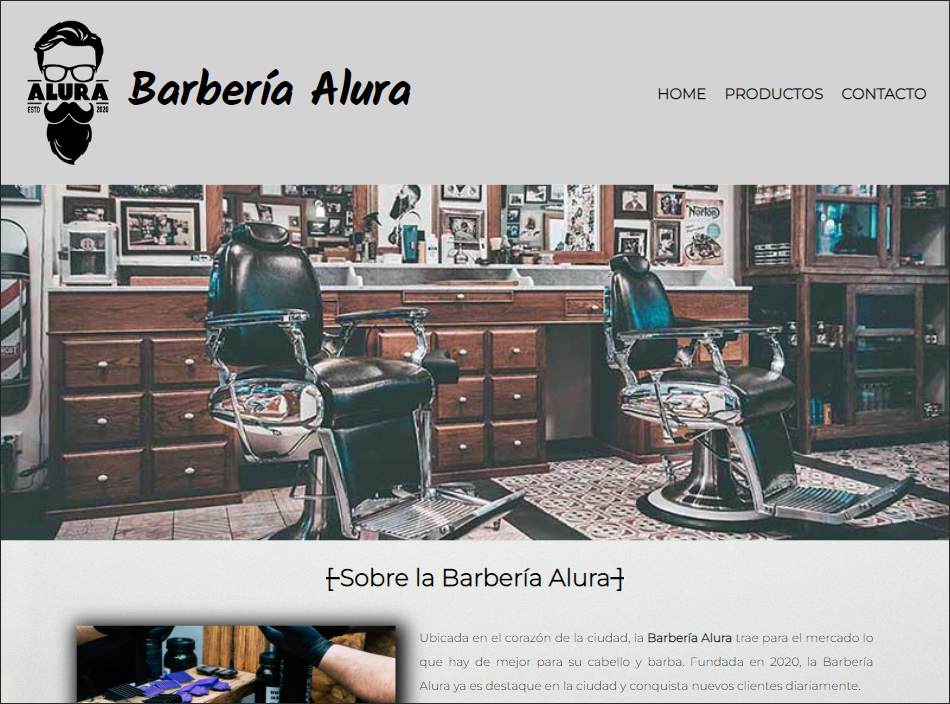 ALURA
ESTD 2020
Barbería Alura
HOME PRODUCTOS CONTACTO
Norton
Sobre la Barbería Alura
Ubicada en el corazón de la ciudad, la Barbería Alura trae para el mercado lo
que hay de mejor para su cabello y barba. Fundada en 2020, la Barbería
Alura ya es destaque en la ciudad y conquista nuevos clientes diariamente.